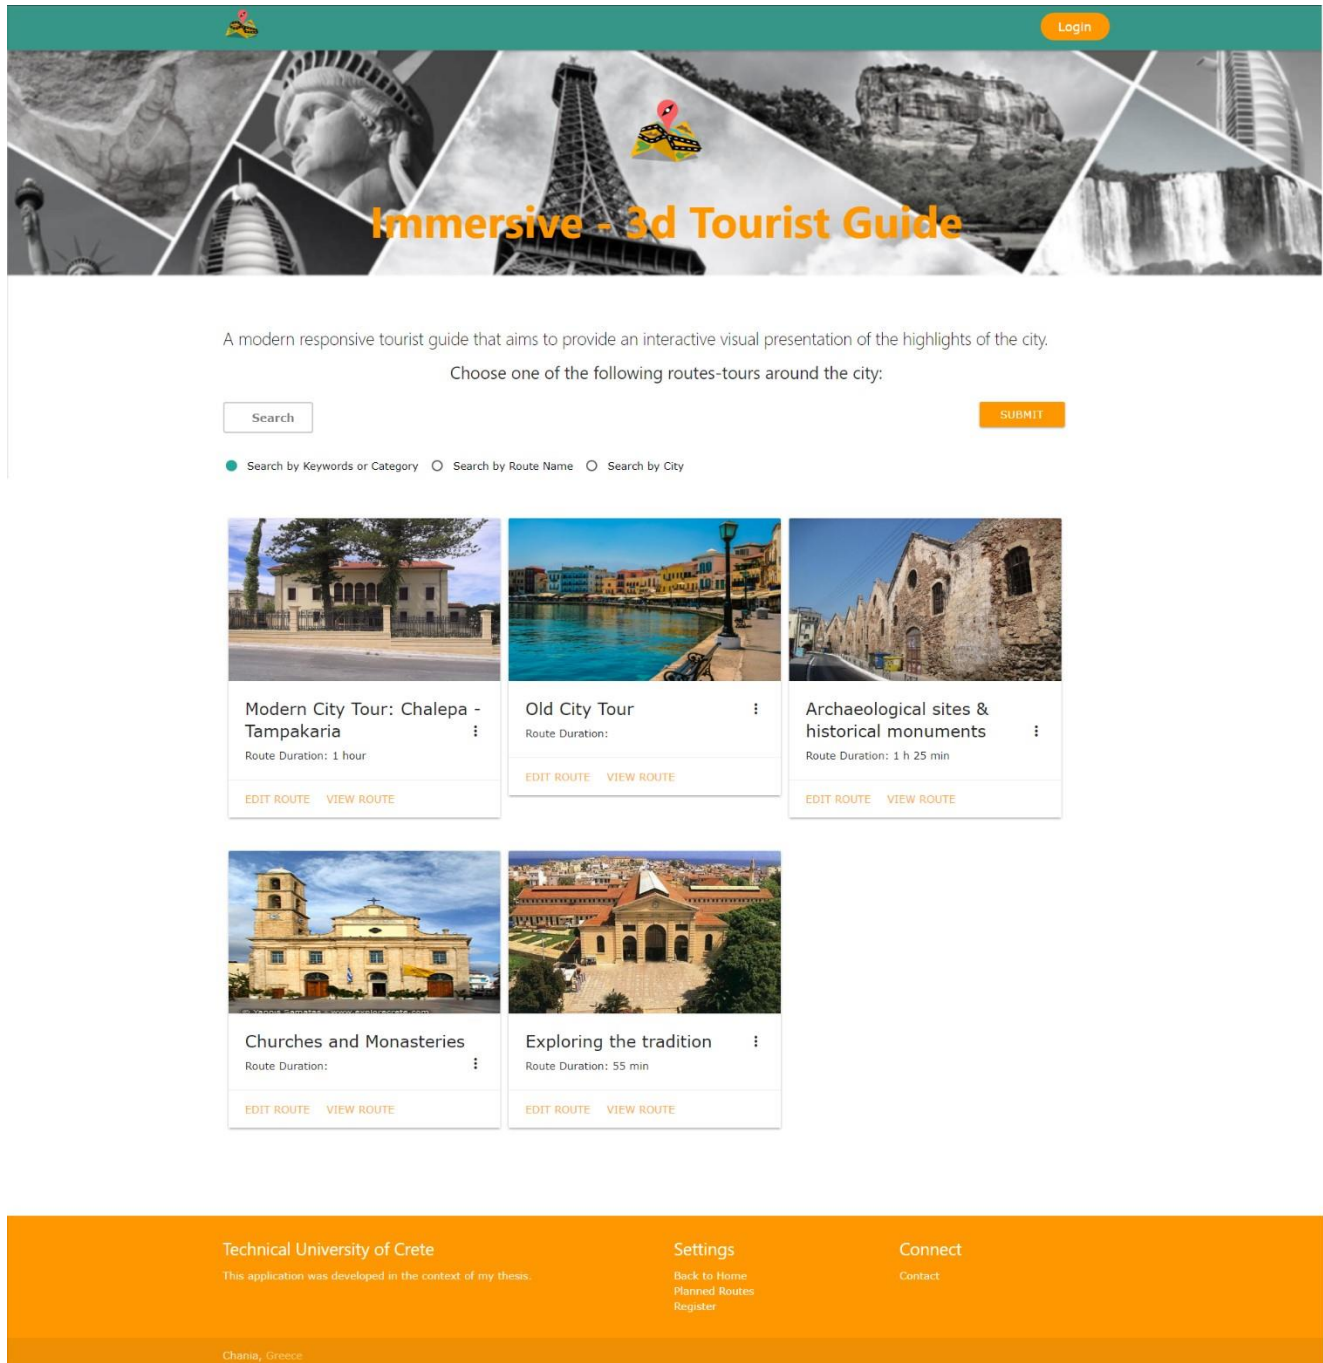 Login
Immersive - 3d Tourist Guide
A modern responsive tourist guide that aims to provide an interactive visual presentation of the highlights of the city.
Choose one of the following routes-tours around the city:
Search
SUBMIT
Search by Keywords or Category
Search by Route Name
Search by City
Modern City Tour: Chalepa -
Tampakaria
Route Duration: 1 hour
EDIT ROUTE VIEW ROUTE
Old City Tour
Route Duration:
EDIT ROUTE VIEW ROUTE
Archaeological sites &
historical monuments
Route Duration: 1 h 25 min
EDIT ROUTE VIEW ROUTE
© Yannis Samatas - www.explorecrete.com
Churches and Monasteries
Route Duration:
EDIT ROUTE VIEW ROUTE
Exploring the tradition
Route Duration: 55 min
EDIT ROUTE VIEW ROUTE
Technical University of Crete
This application was developed in the context of my thesis.
Settings
Back to Home
Planned Routes
Register
Connect
Contact
Chania, Greece